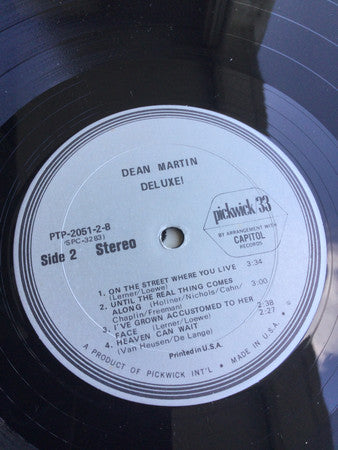 DEAN MARTIN
DELUXE!
PTP-2051-2-B
(SPC-3283)
Side 2 Stereo
pickwick 33
BY ARRANGEMENT WITH
CAPITOL
RECORDS
1. ON THE STREET WHERE YOU LIVE 3:34
(Lerner/Loewe)
2. UNTIL THE REAL THING COMES
ALONG (Hollner/Nichols/Cahn/ 3:00
Chaplin/Freeman)
3. I'VE GROWN ACCUSTOMED TO HER
FACE (Lerner/Loewe) 2:38
4. HEAVEN CAN WAIT 2:27
(Van Heusen/De Lange)
Printed in U.S.A.
A PRODUCT OF PICKWICK INT'L • MADE IN U.S.A.